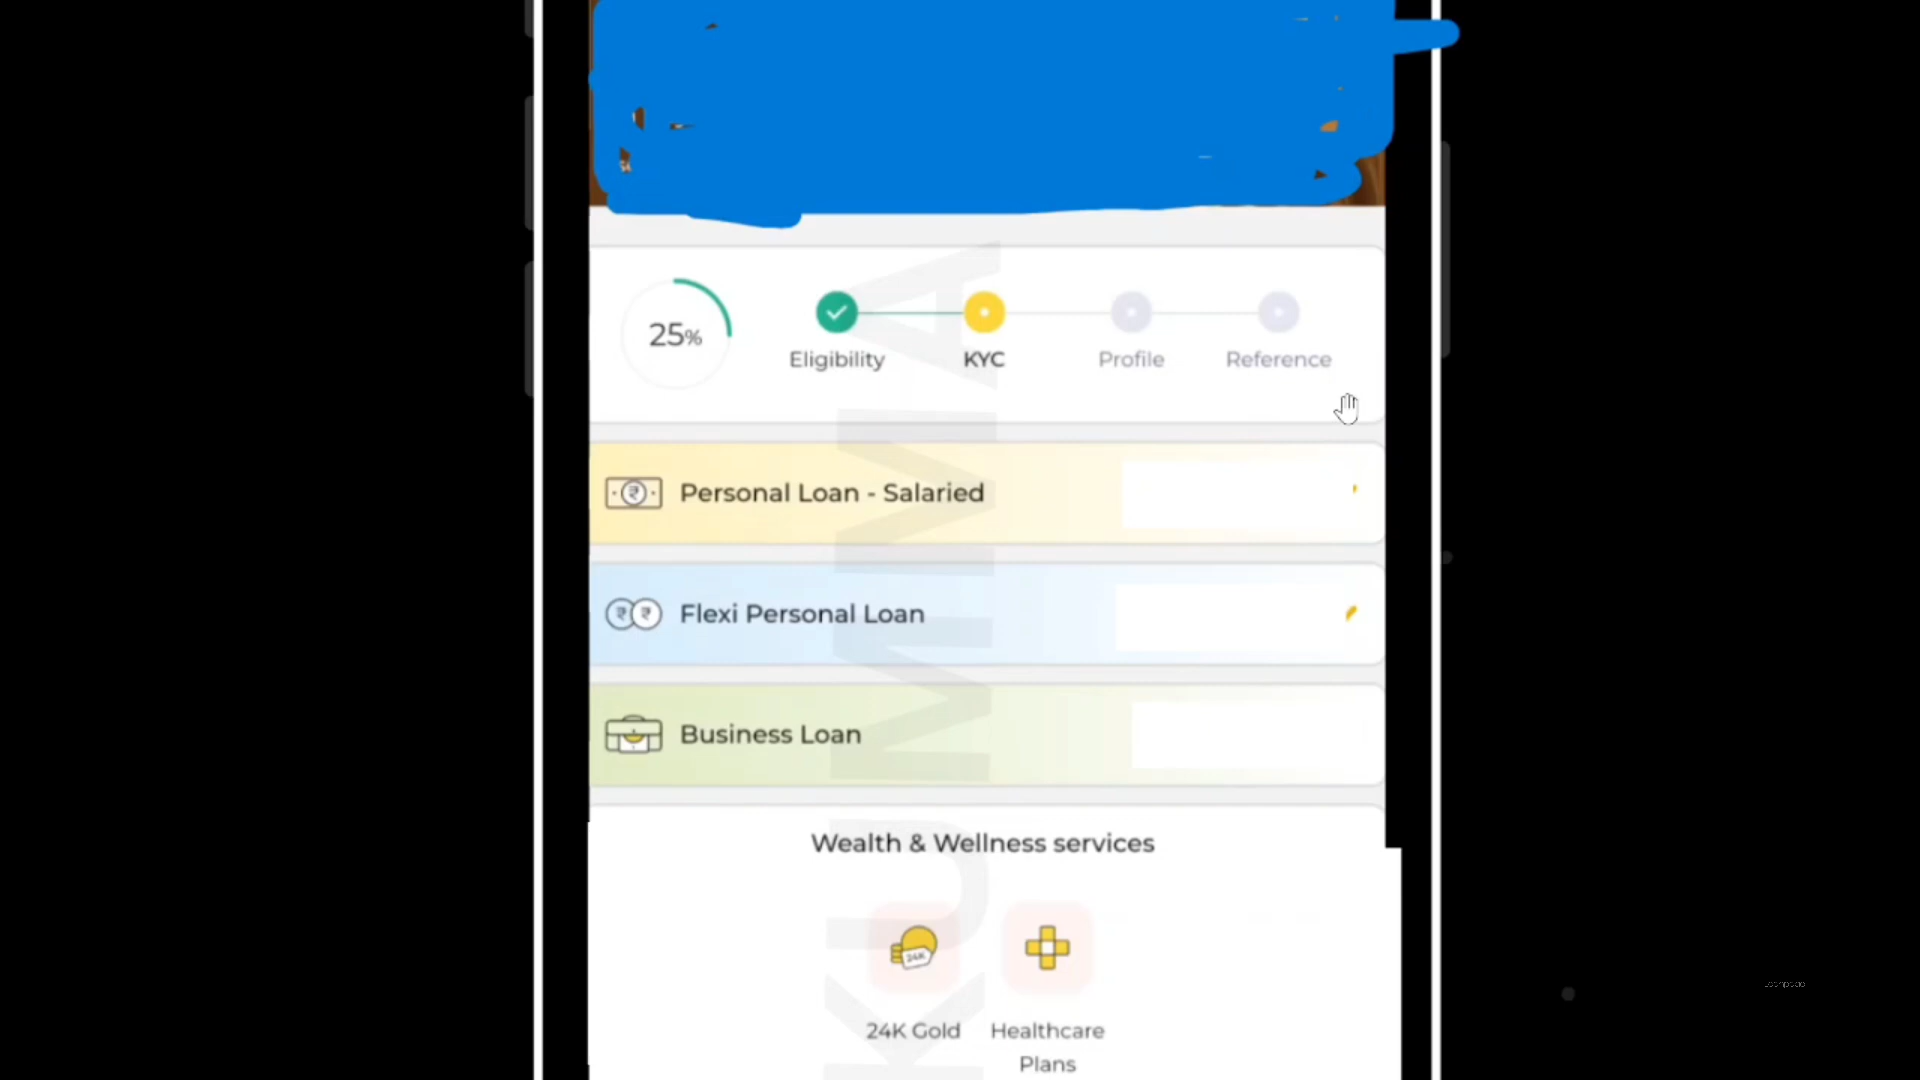 25%
Eligibility
KYC
Profile
Reference
Personal Loan - Salaried
Flexi Personal Loan
Business Loan
Wealth & Wellness services
24K
24K Gold
Healthcare
Plans